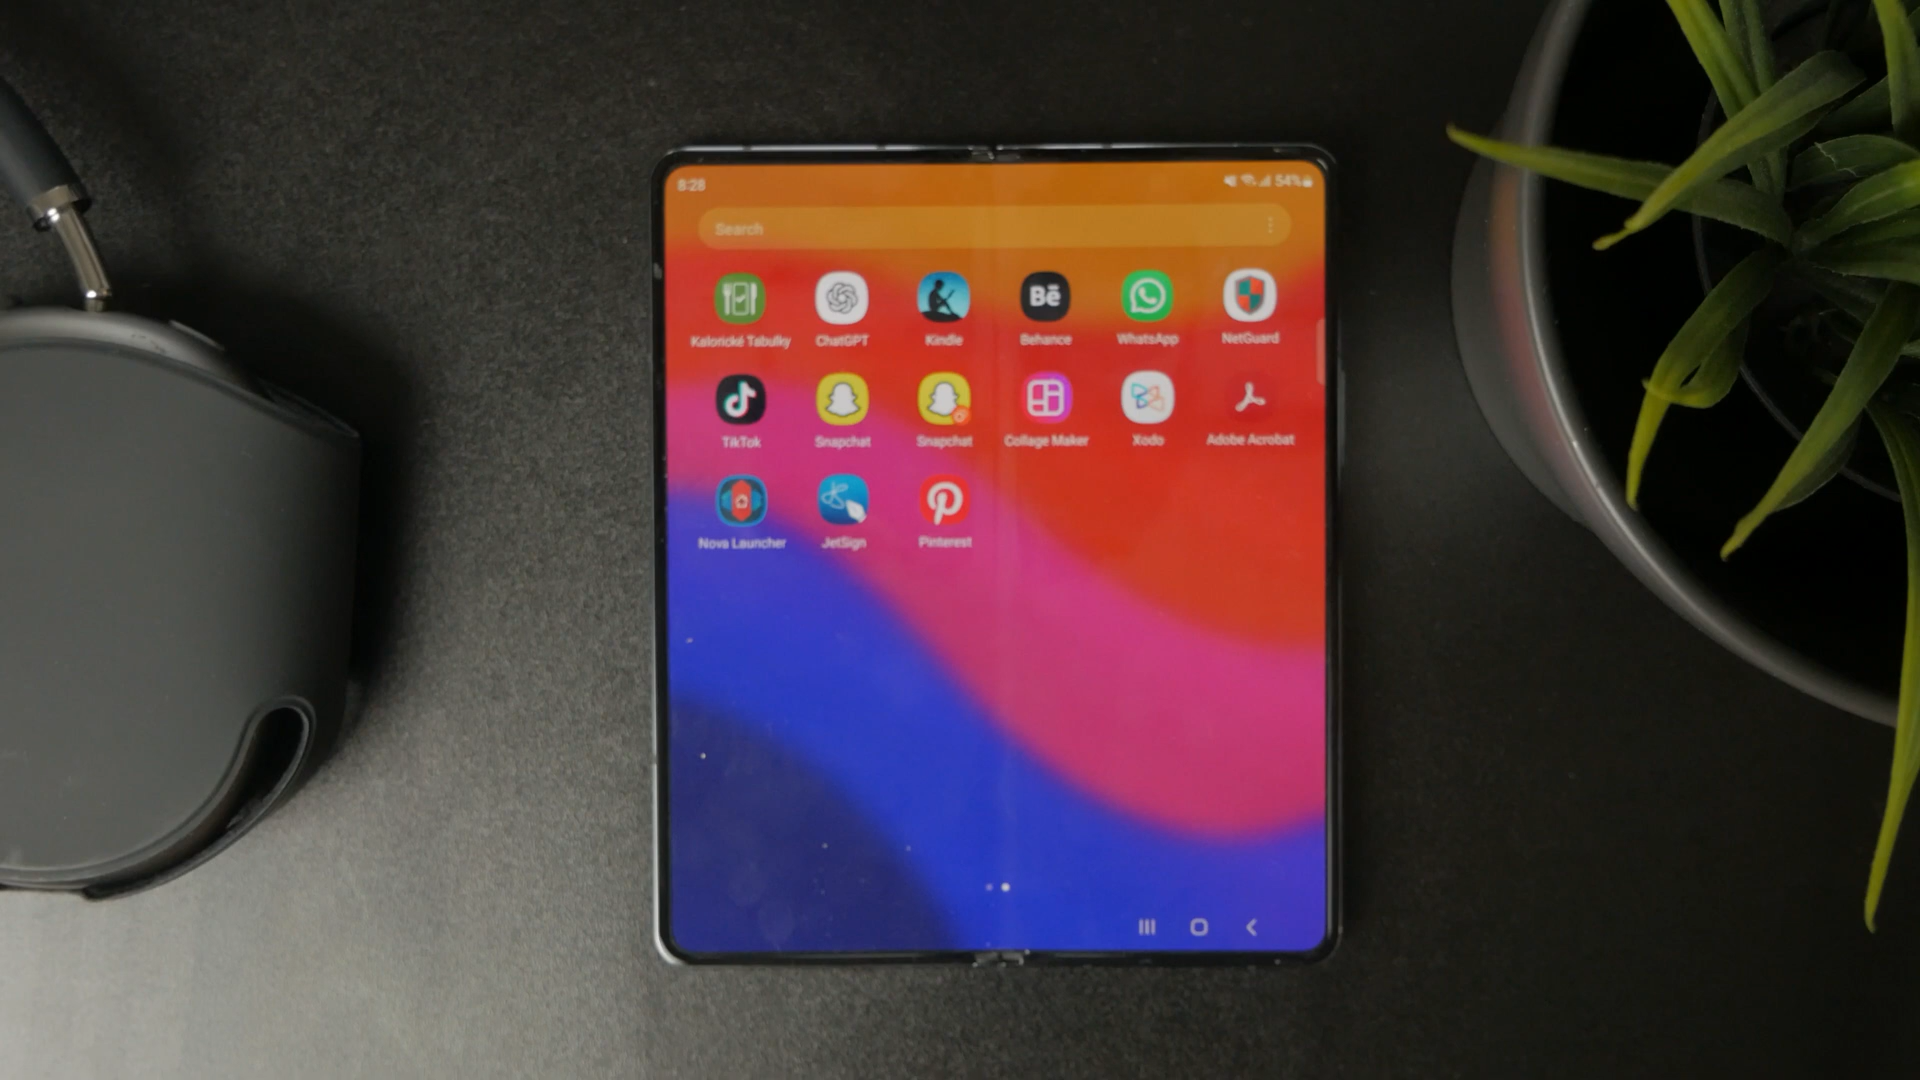 8:28 54%
Search
Bē
Kalorické Tabulky ChatGPT Kindle Behance WhatsApp NetGuard
TikTok Snapchat Snapchat Collage Maker Xodo Adobe Acrobat
Nova Launcher JetSign Pinterest